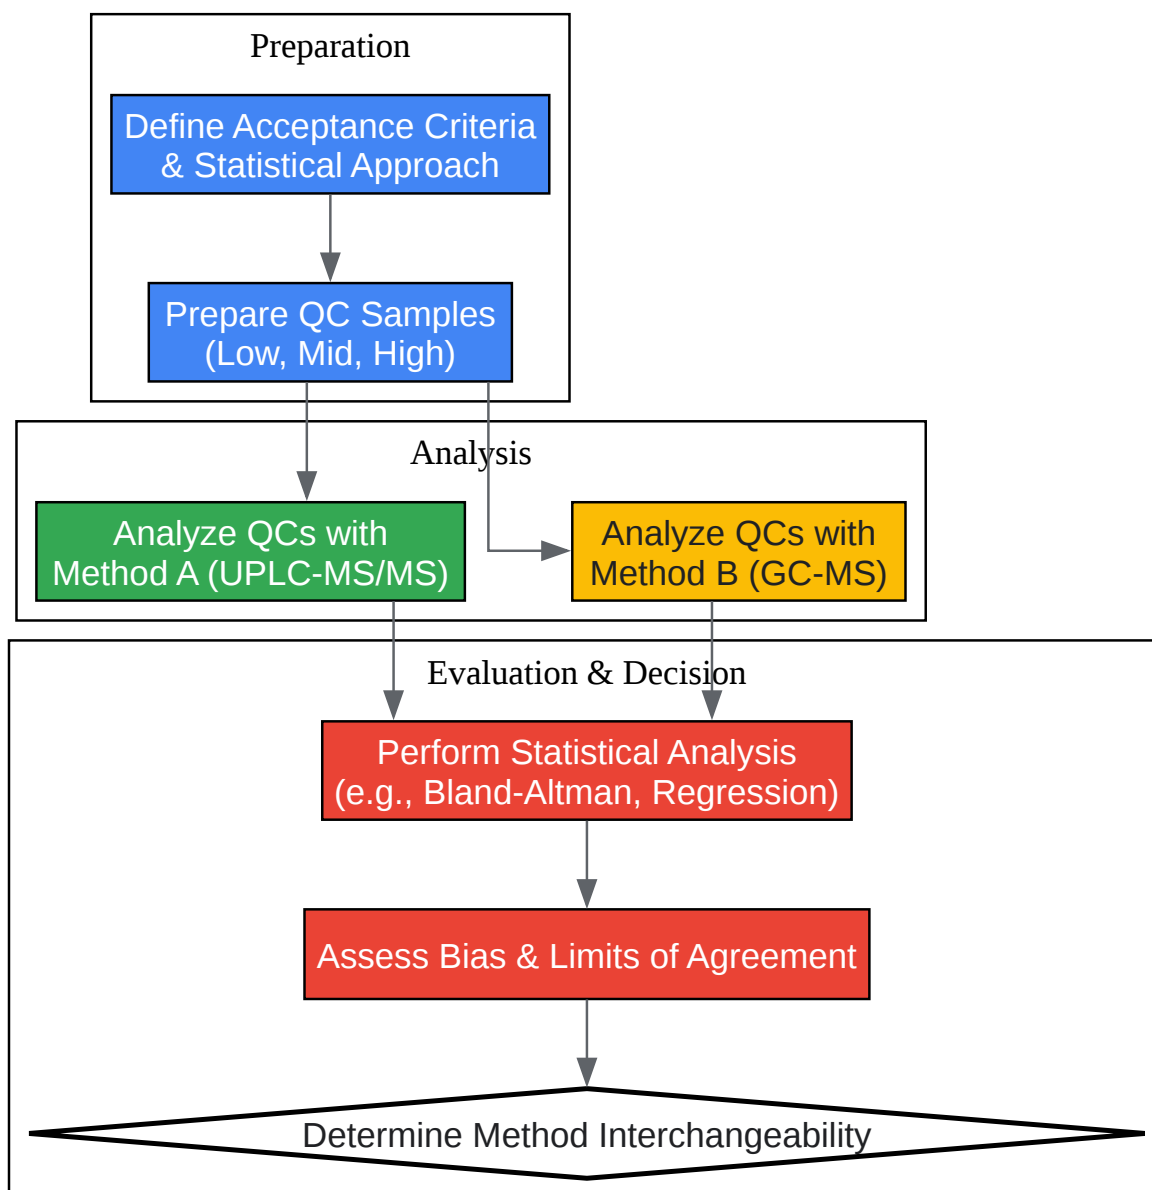 Preparation
Define Acceptance Criteria
& Statistical Approach
Prepare QC Samples
(Low, Mid, High)
Analysis
Analyze QCs with
Method A (UPLC-MS/MS)
Analyze QCs with
Method B (GC-MS)
Evaluation & Decision
Perform Statistical Analysis
(e.g., Bland-Altman, Regression)
Assess Bias & Limits of Agreement
Determine Method Interchangeability